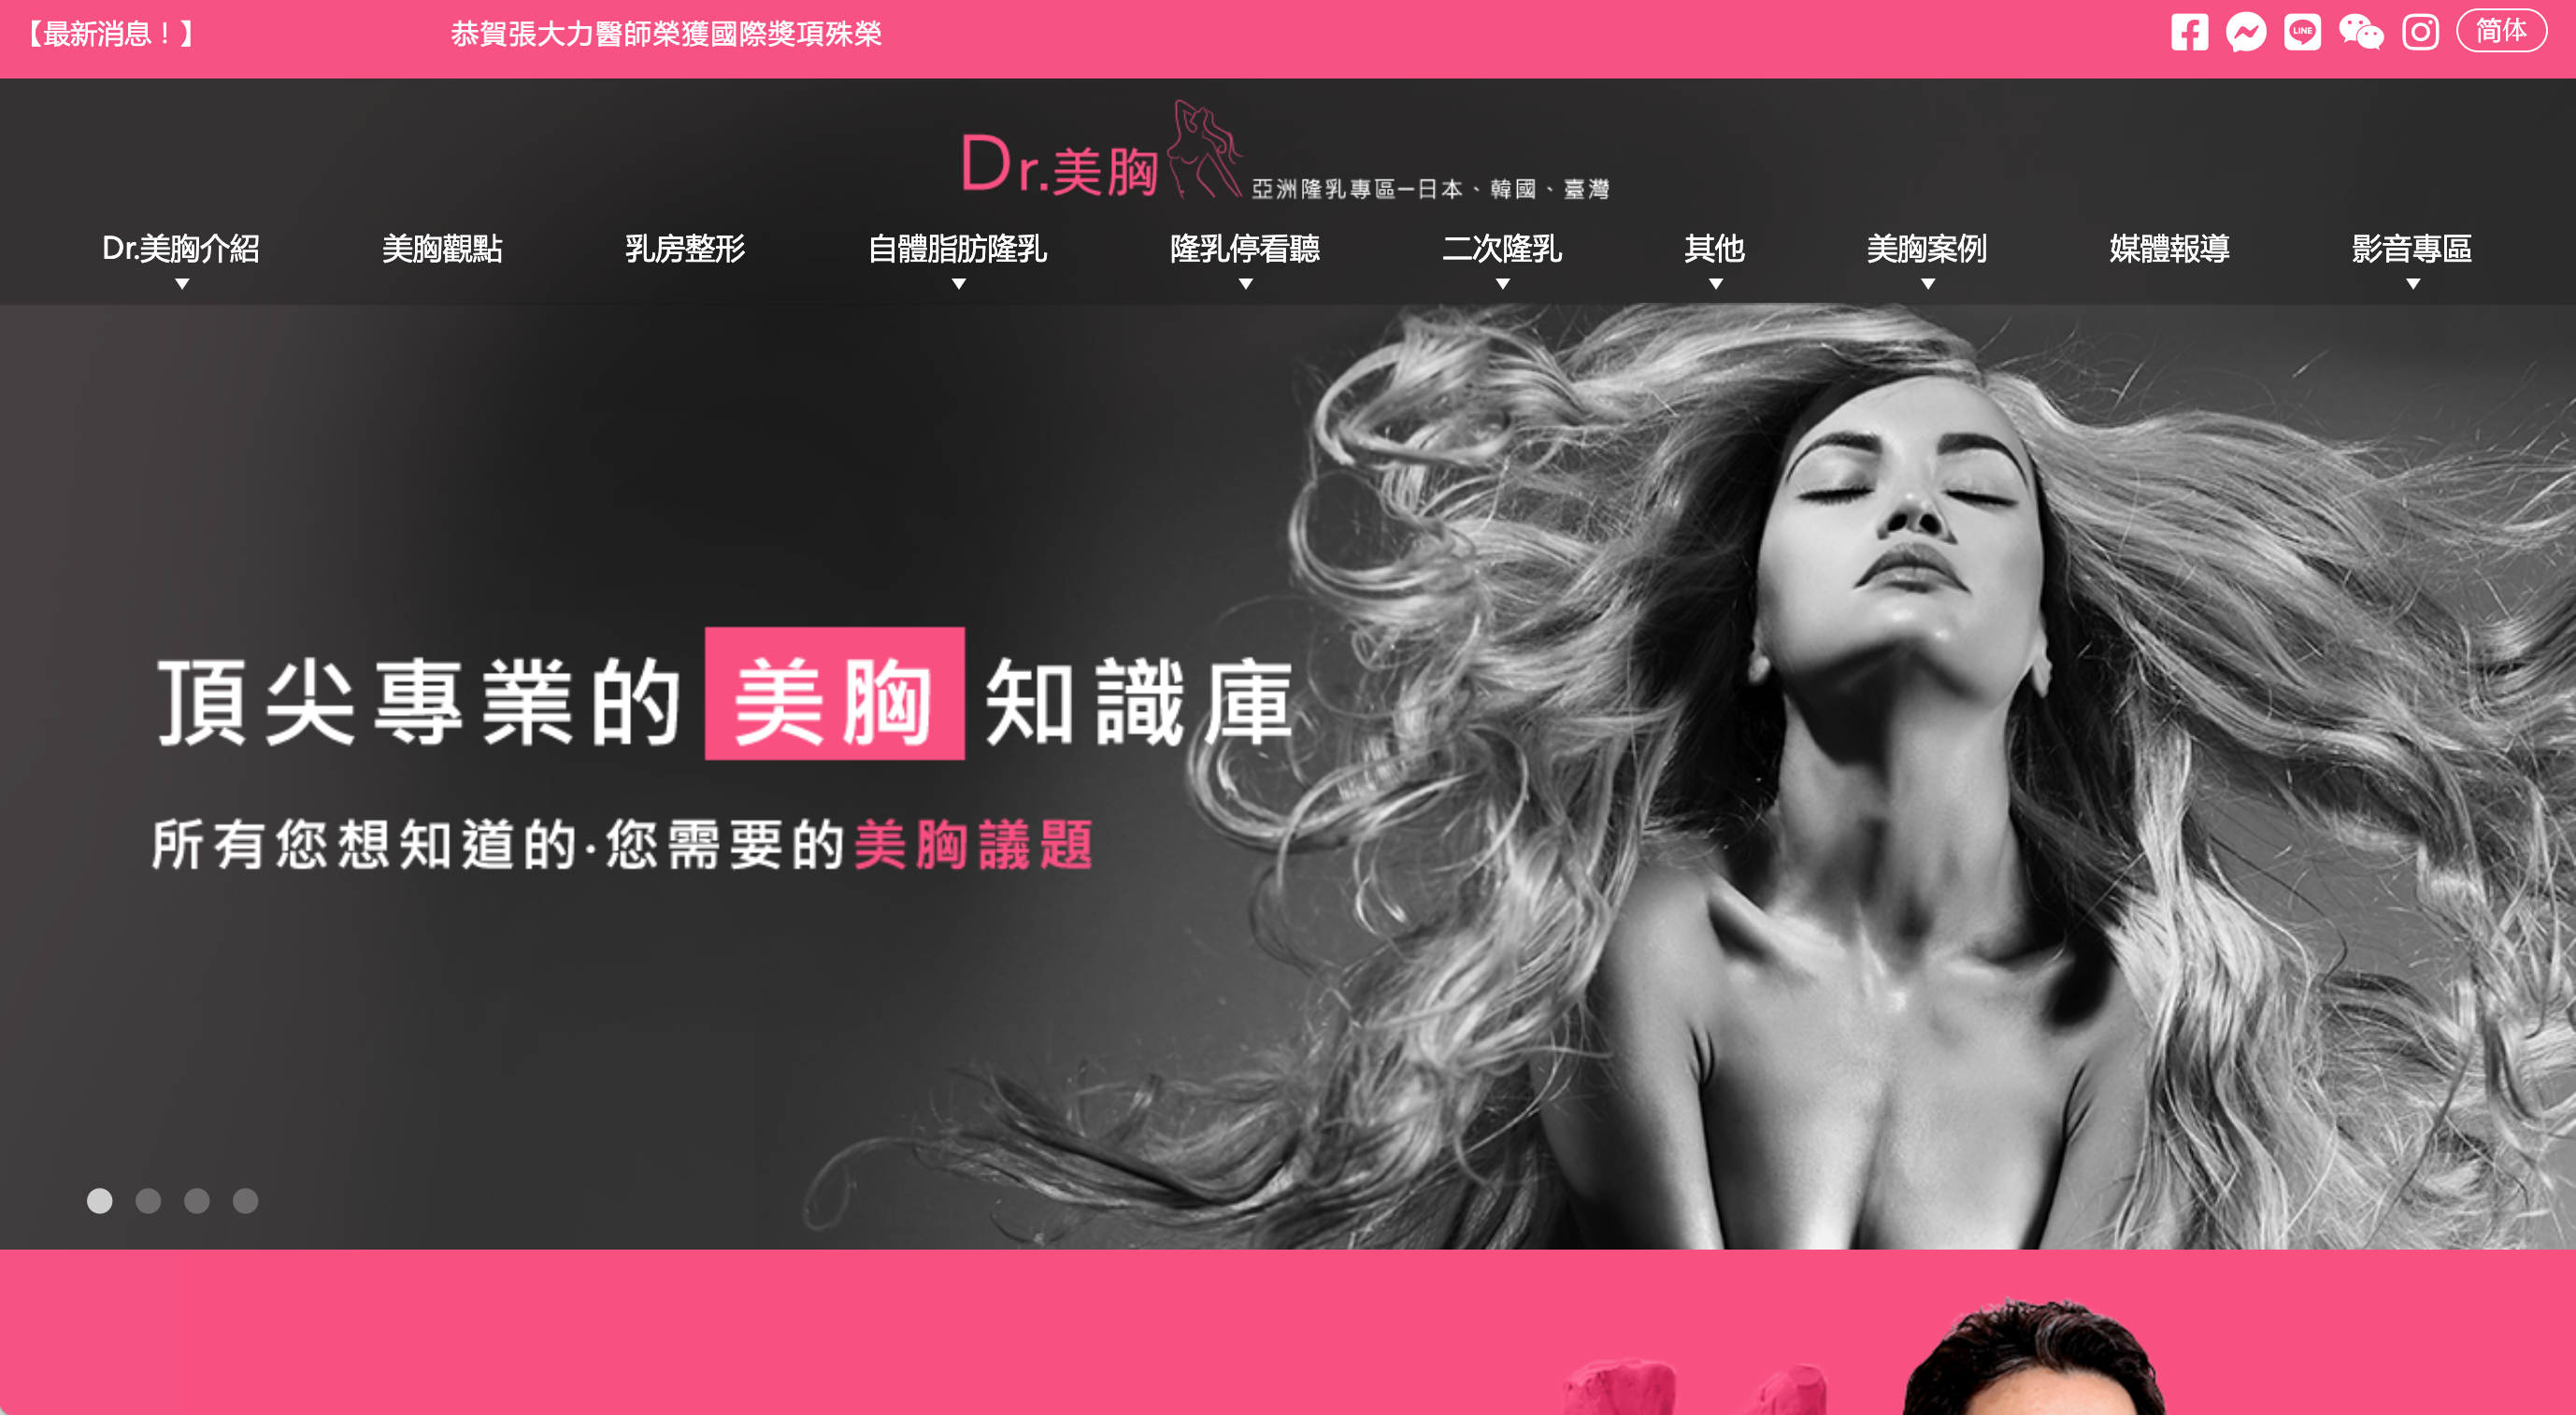 【最新消息！】 恭賀張大力醫師榮獲國際獎項殊榮
LINE
简体
Dr.美胸 亞洲隆乳專區–日本、韓國、臺灣
Dr.美胸介紹 美胸觀點 乳房整形 自體脂肪隆乳 隆乳停看聽 二次隆乳 其他 美胸案例 媒體報導 影音專區
頂尖專業的 美胸 知識庫
所有您想知道的·您需要的美胸議題